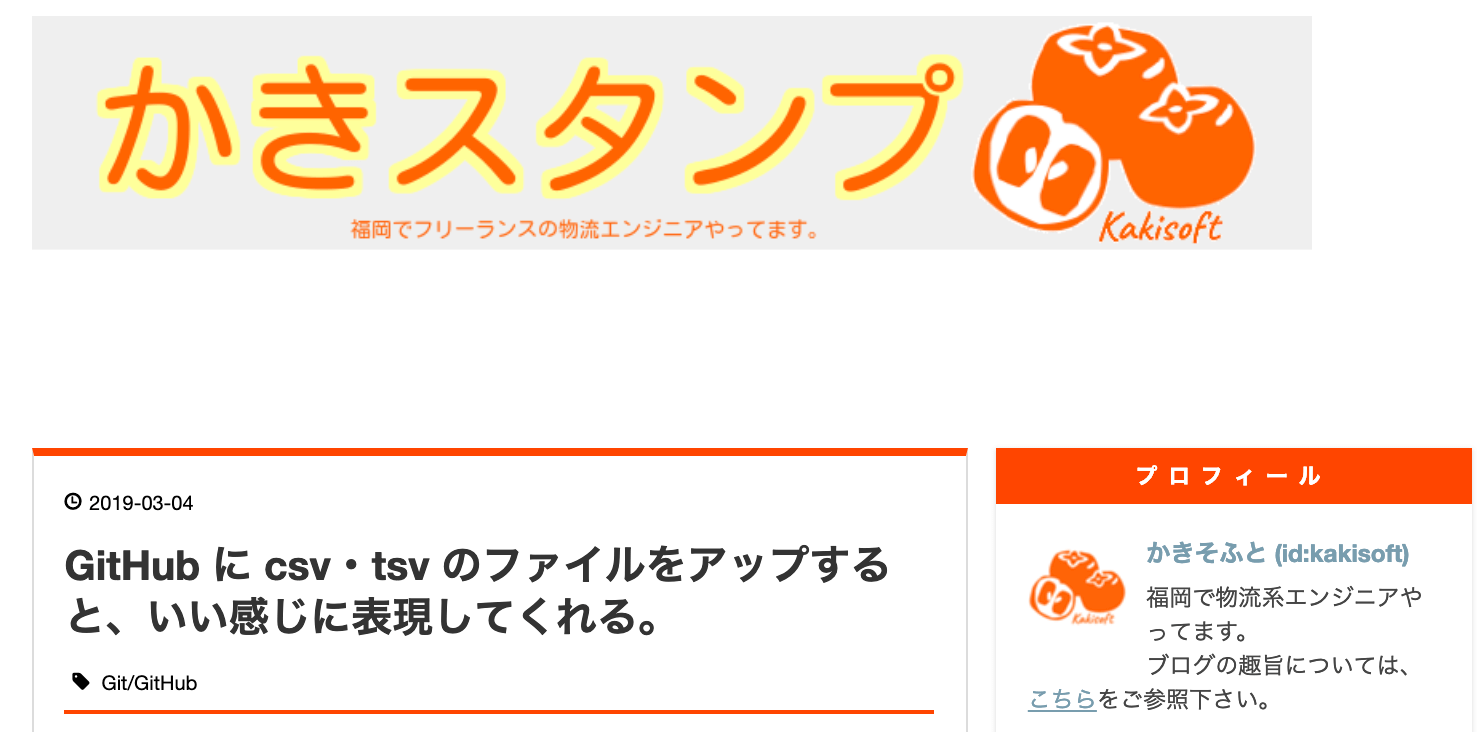 かきスタンプ
福岡でフリーランスの物流エンジニアやってます。
Kakisoft
2019-03-04
GitHub に csv・tsv のファイルをアップする
と、いい感じに表現してくれる。
Git/GitHub
プロフィール
Kakisoft
かきそふと (id:kakisoft)
福岡で物流系エンジニアや
ってます。
ブログの趣旨については、
こちらをご参照下さい。